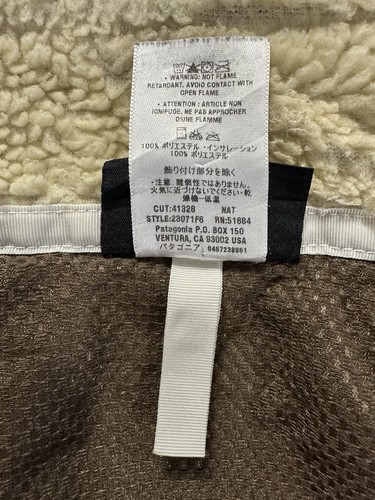 • WARNING: NOT FLAME
RETARDANT. AVOID CONTACT WITH
OPEN FLAME
• ATTENTION : ARTICLE NON
IGNIFUGE. NE PAS APPROCHER
D'UNE FLAMME
100% ポリエステル・インサレーション
100% ポリエステル
飾り付け部分を除く
・注意：難燃性ではありません。
火気に近づけないでください・乾
燥機－低温
CUT:41328 NAT
STYLE:23071F6 RN:51884
Patagonia P.O. BOX 150
VENTURA, CA 93002 USA
パタゴニア 0467238961